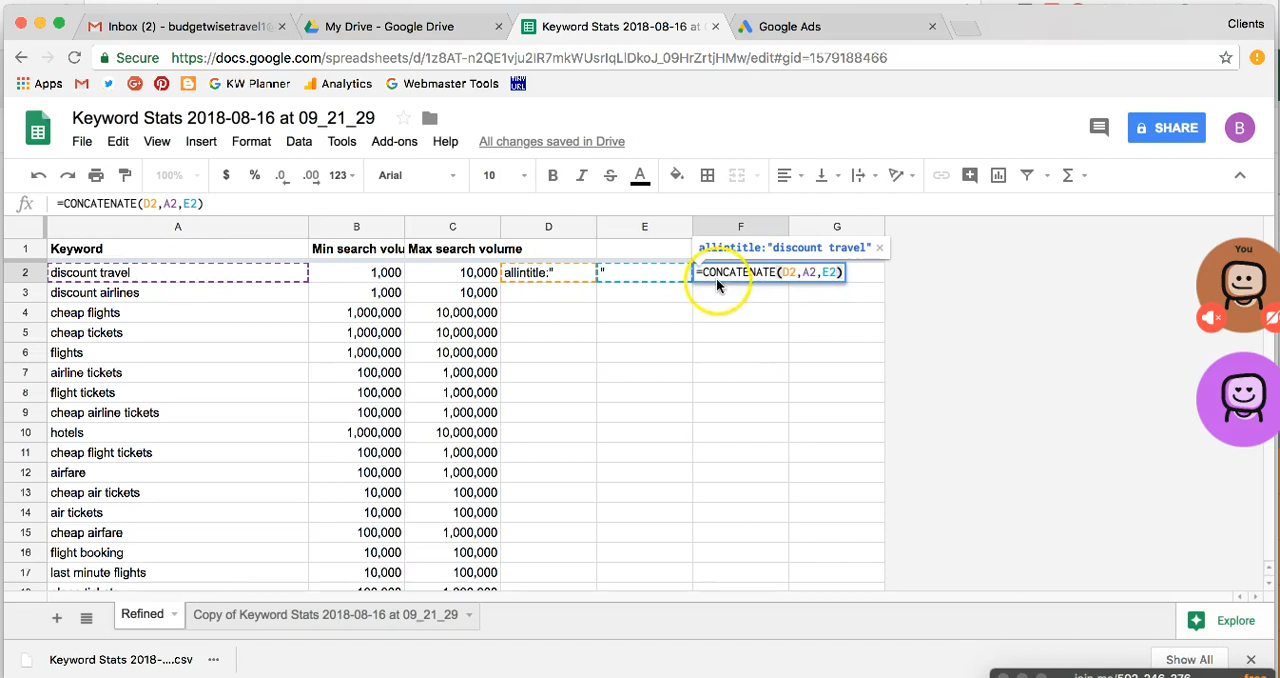 Inbox (2) - budgetwisetravel1@ My Drive - Google Drive Keyword Stats 2018-08-16 at Google Ads Clients
Secure https://docs.google.com/spreadsheets/d/1z8AT-n2QE1vju2IR7mkWUsrIqLlDkoJ_09HrZrtjHMw/edit#gid=1579188466
Apps KW Planner Analytics Webmaster Tools TINY URL
Keyword Stats 2018-08-16 at 09_21_29
File Edit View Insert Format Data Tools Add-ons Help All changes saved in Drive SHARE B
100% $ % .0 .00 123 Arial 10 B I S A Σ
fx =CONCATENATE(D2,A2,E2)
A B C D E F G
1 Keyword Min search volu Max search volume allintitle:"discount travel" ×
2 discount travel 1,000 10,000 allintitle:" " =CONCATENATE(D2,A2,E2)
3 discount airlines 1,000 10,000
4 cheap flights 1,000,000 10,000,000
5 cheap tickets 1,000,000 10,000,000
6 flights 1,000,000 10,000,000
7 airline tickets 100,000 1,000,000
8 flight tickets 100,000 1,000,000
9 cheap airline tickets 100,000 1,000,000
10 hotels 1,000,000 10,000,000
11 cheap flight tickets 100,000 1,000,000
12 airfare 100,000 1,000,000
13 cheap air tickets 10,000 100,000
14 air tickets 10,000 100,000
15 cheap airfare 100,000 1,000,000
16 flight booking 10,000 100,000
17 last minute flights 10,000 100,000
You
Refined Copy of Keyword Stats 2018-08-16 at 09_21_29 Explore
Keyword Stats 2018-....csv Show All